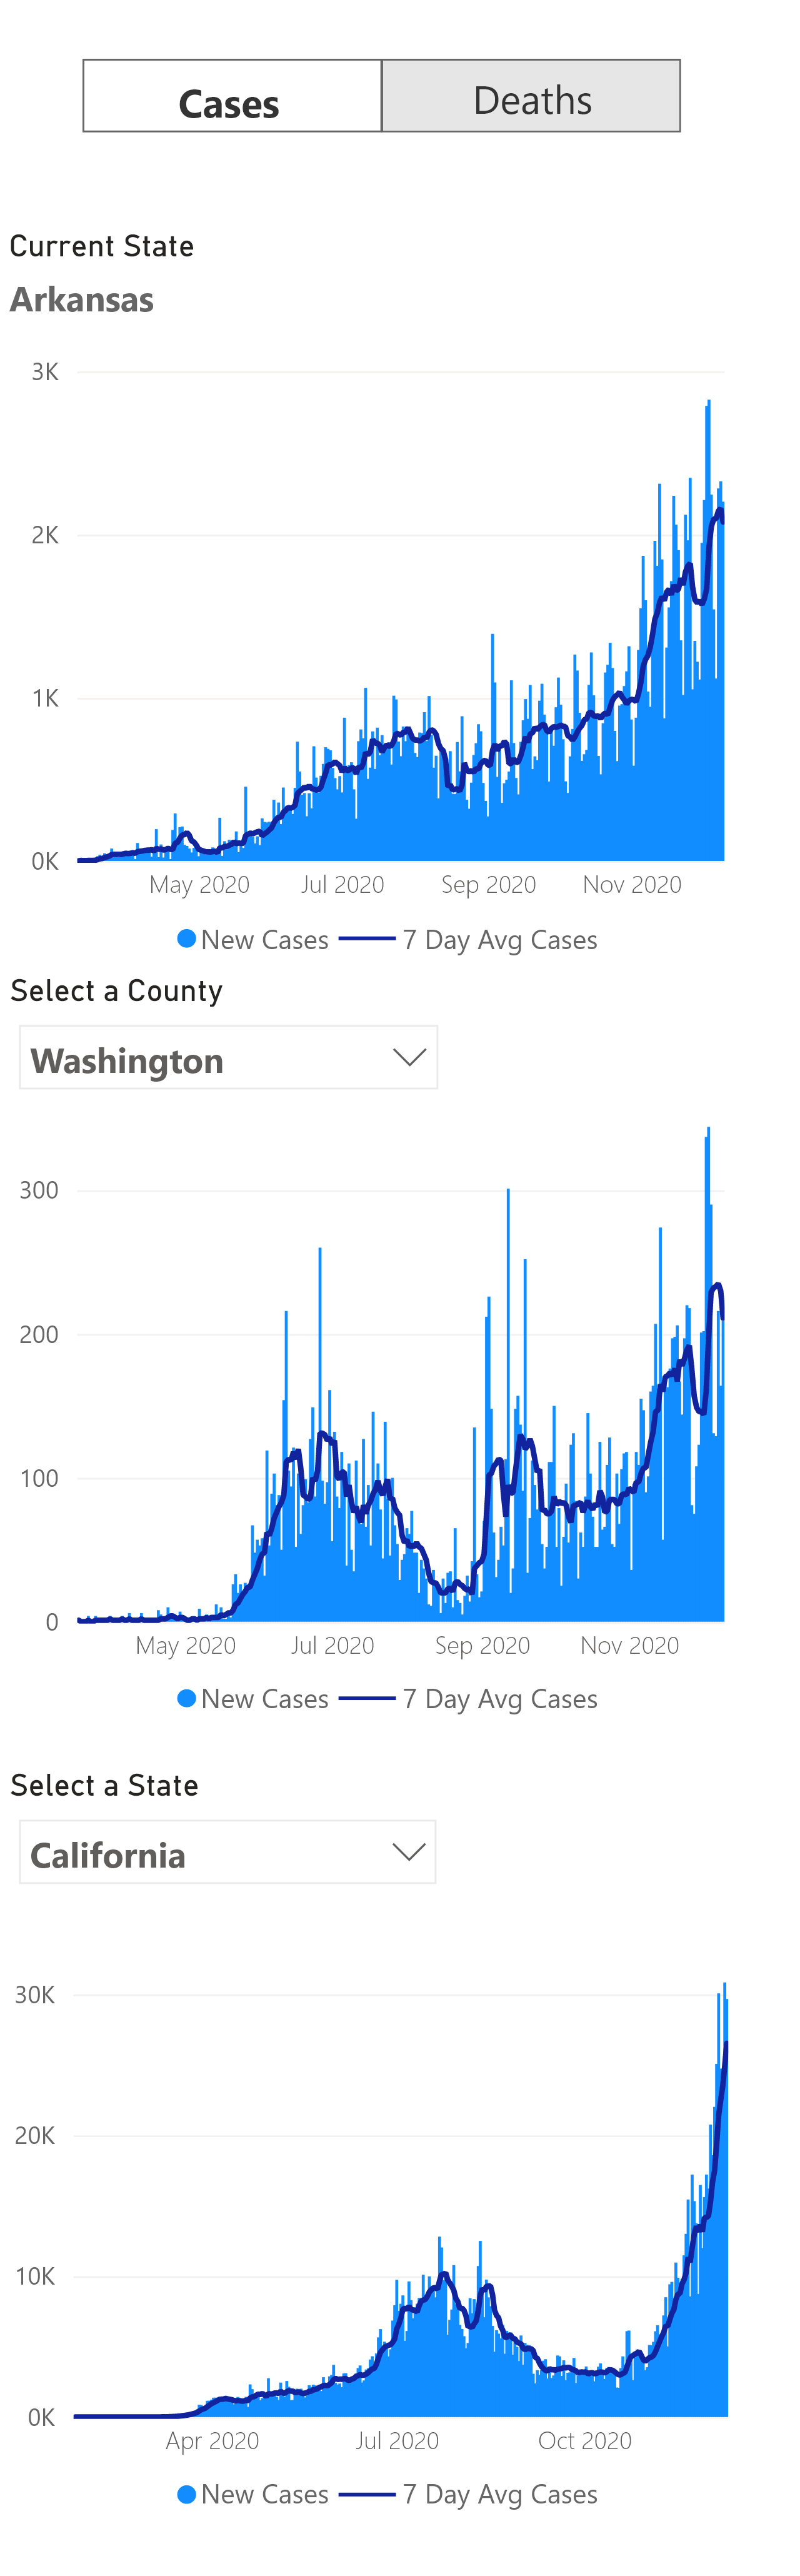 Cases Deaths
Current State
Arkansas
3K
2K
1K
0K
May 2020 Jul 2020 Sep 2020 Nov 2020
New Cases 7 Day Avg Cases
Select a County
Washington
300
200
100
0
May 2020 Jul 2020 Sep 2020 Nov 2020
New Cases 7 Day Avg Cases
Select a State
California
30K
20K
10K
0K
Apr 2020 Jul 2020 Oct 2020
New Cases 7 Day Avg Cases